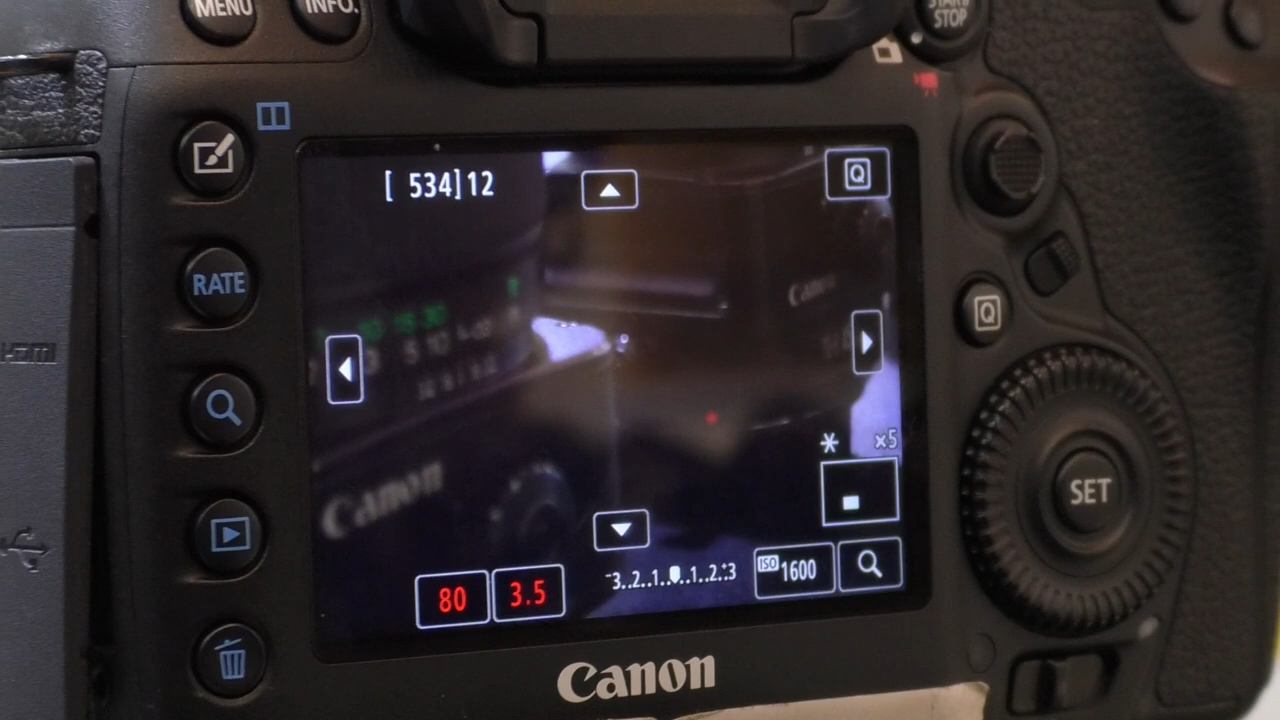 MENU
INFO.
START
STOP
[ 534]12
Q
RATE
Q
Canon
HDMI
x5
SET
Canon
80
3.5
-3..2..1....1..2..+3
ISO 1600
Canon